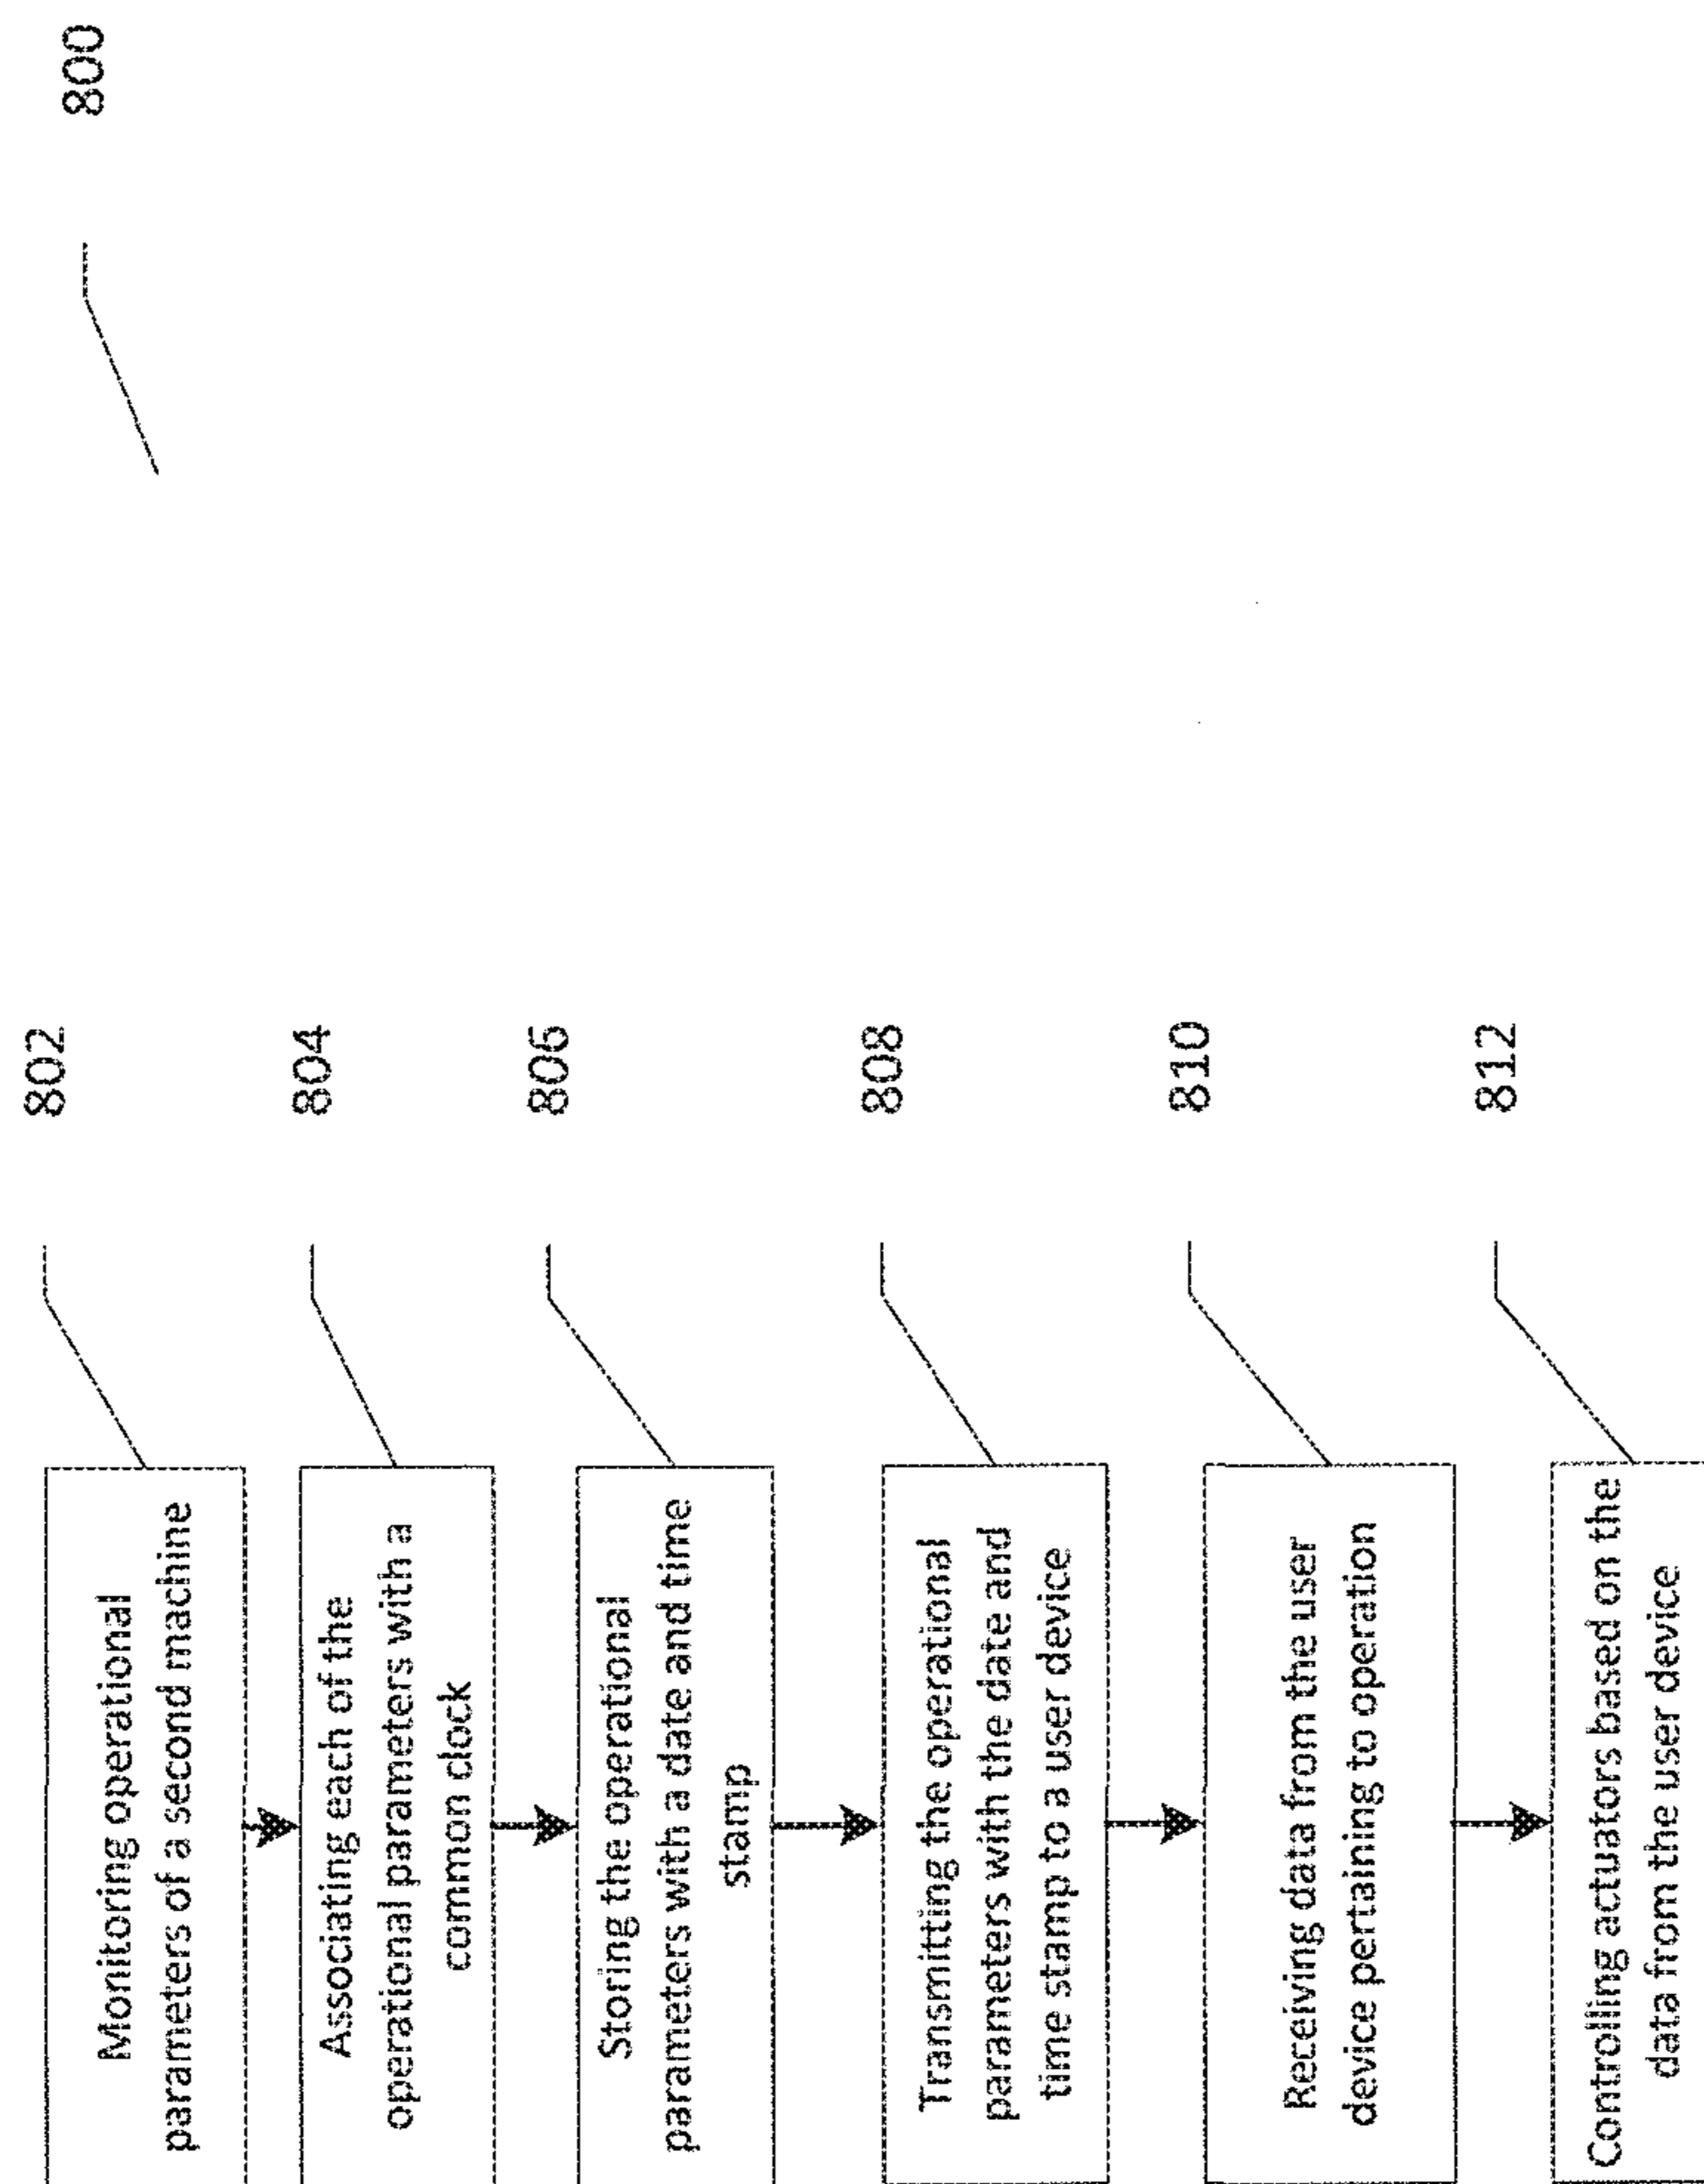 800
802
Monitoring operational
parameters of a second machine
804
Associating each of the
operational parameters with a
common clock
806
Storing the operational
parameters with a date and time
stamp
808
Transmitting the operational
parameters with the date and
time stamp to a user device
810
Receiving data from the user
device pertaining to operation
812
Controlling actuators based on the
data from the user device